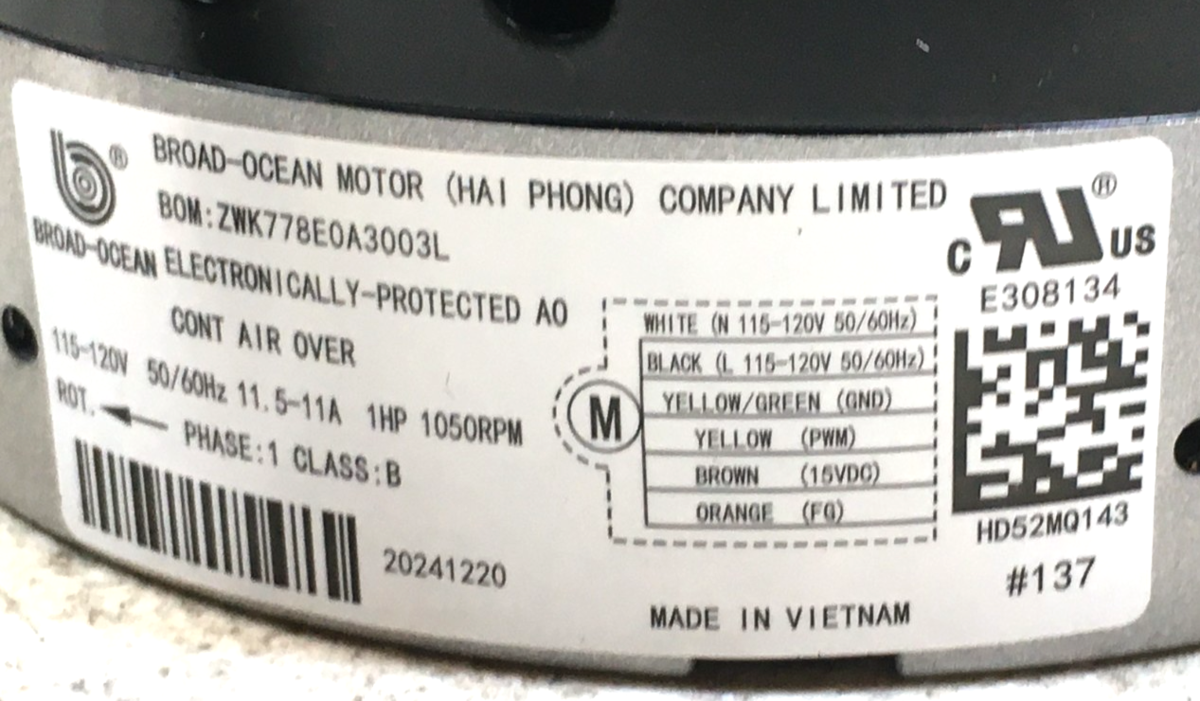 BROAD-OCEAN MOTOR (HAI PHONG) COMPANY LIMITED
BOM:ZWK778E0A3003L
BROAD-OCEAN ELECTRONICALLY-PROTECTED AO
CONT AIR OVER
115-120V 50/60Hz 11.5-11A 1HP 1050RPM
ROT. PHASE:1 CLASS:B
20241220
M
WHITE (N 115-120V 50/60Hz)
BLACK (L 115-120V 50/60Hz)
YELLOW/GREEN (GND)
YELLOW (PWM)
BROWN (15VDC)
ORANGE (FG)
MADE IN VIETNAM
C RU ® US
E308134
HD52MQ143
#137